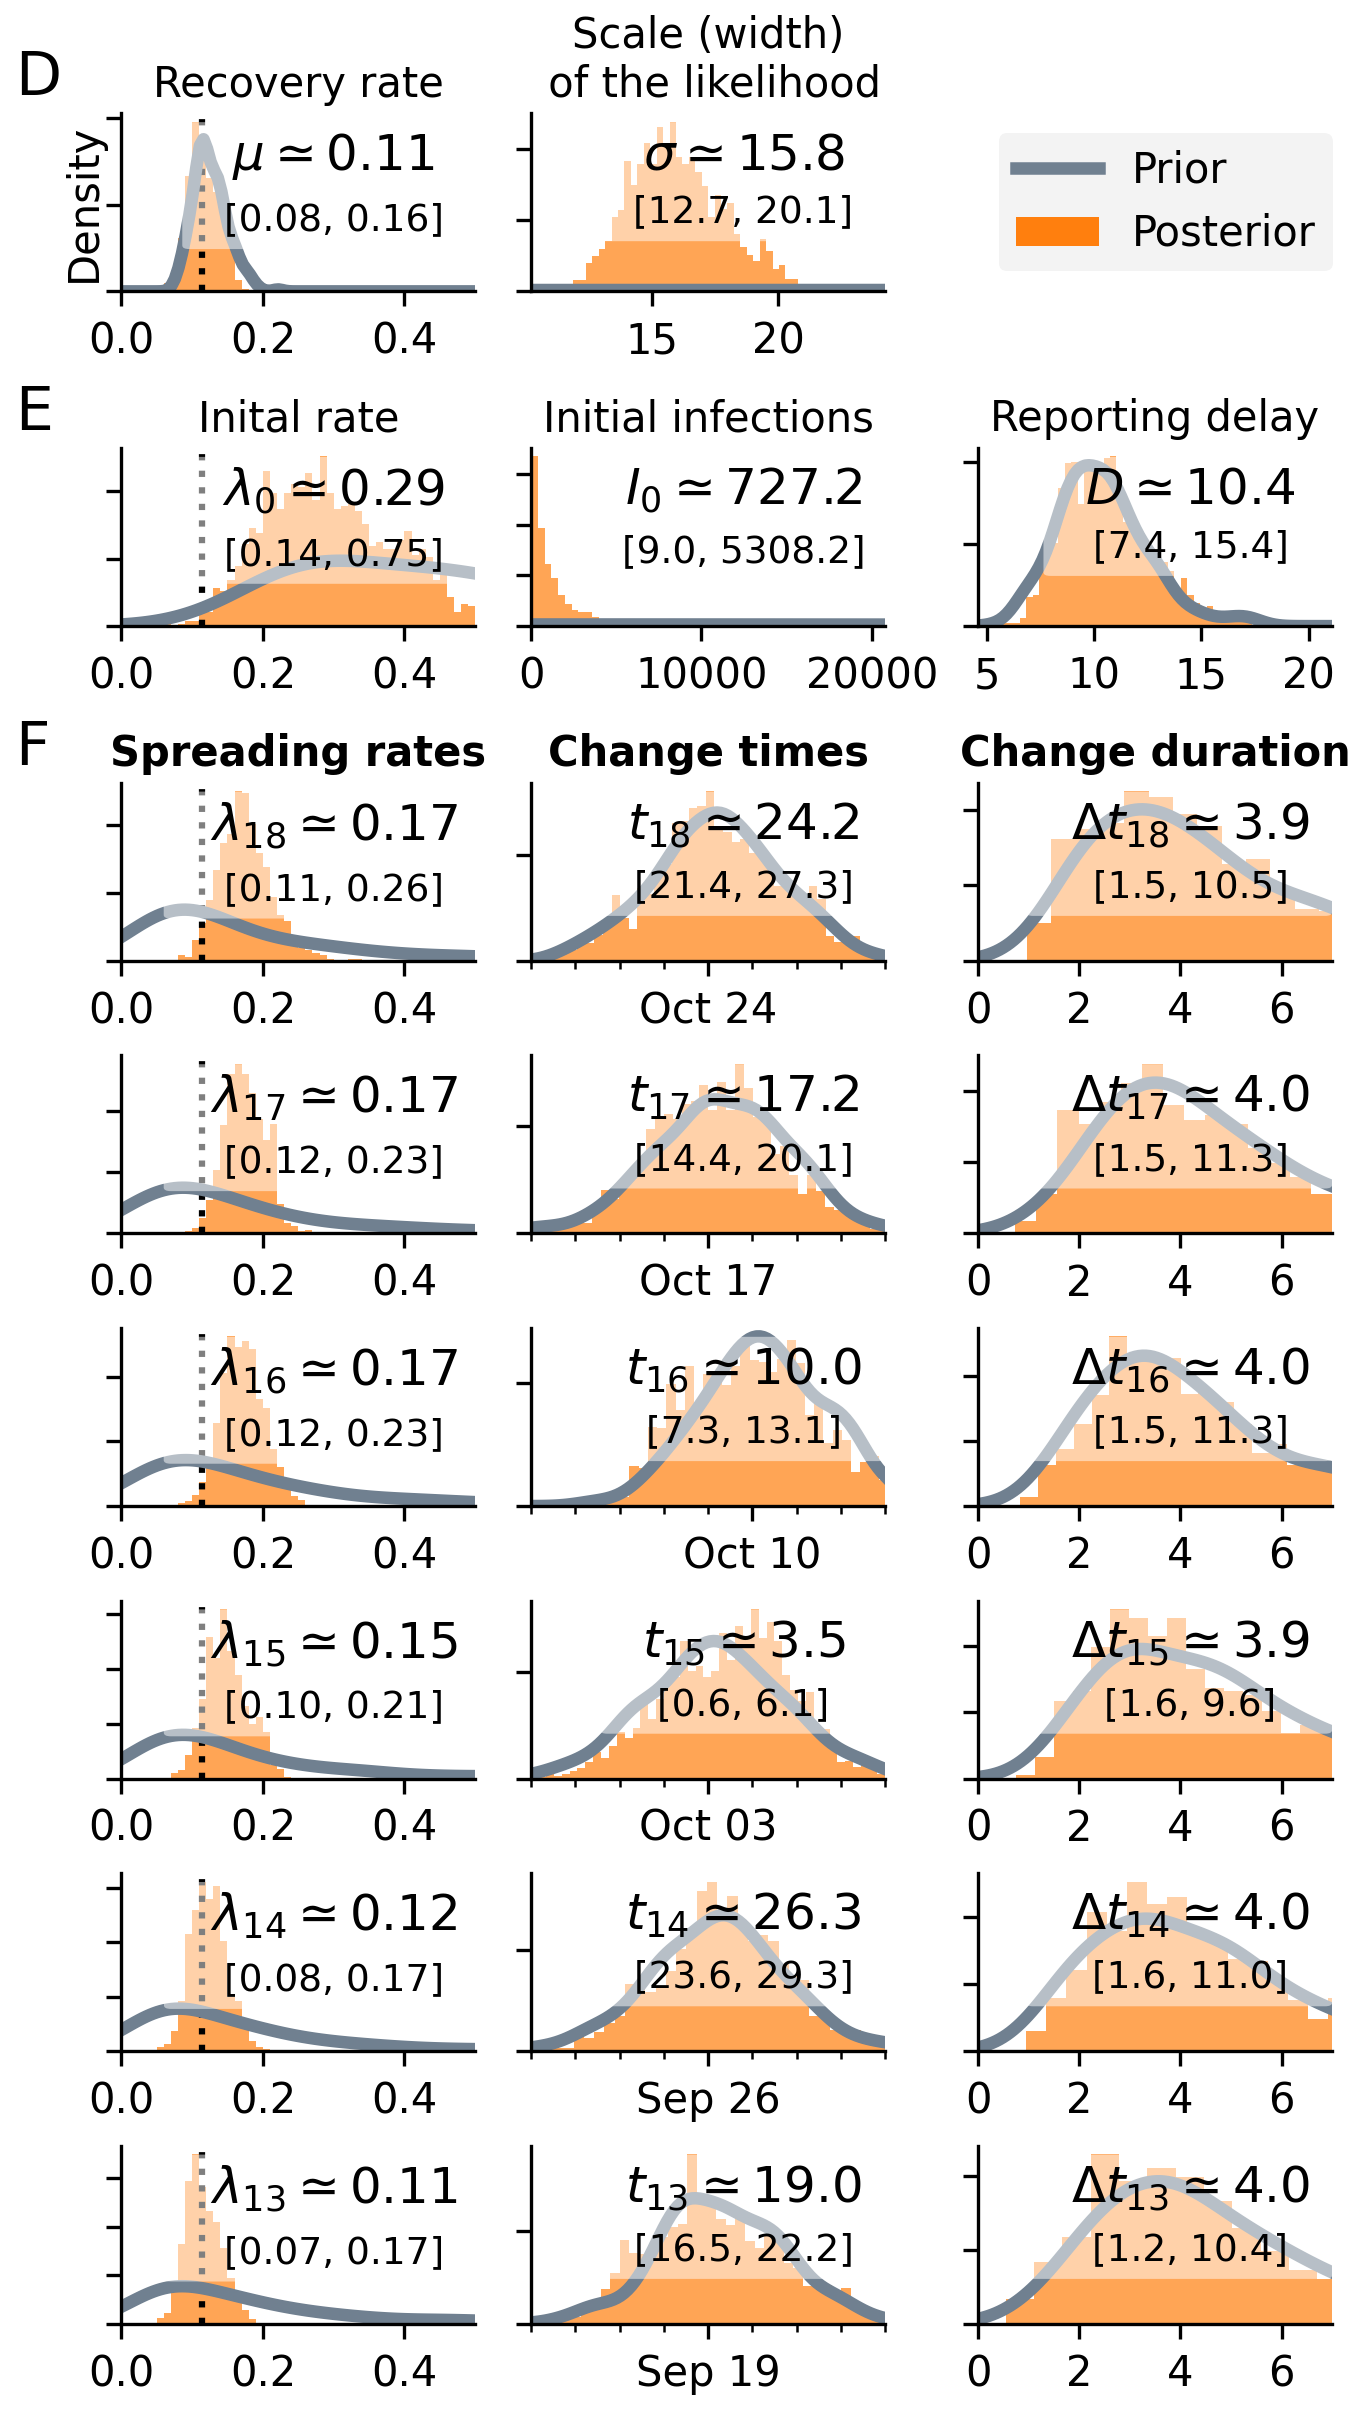 D
Recovery rate
Scale (width)
of the likelihood
Density
μ ≃ 0.11
[0.08, 0.16]
0.0 0.2 0.4
σ ≃ 15.8
[12.7, 20.1]
15 20
Prior
Posterior
E
Inital rate
λ0 ≃ 0.29
[0.14, 0.75]
0.0 0.2 0.4
Initial infections
I0 ≃ 727.2
[9.0, 5308.2]
0 10000 20000
Reporting delay
D ≃ 10.4
[7.4, 15.4]
5 10 15 20
F
Spreading rates
Change times
Change duration
λ18 ≃ 0.17
[0.11, 0.26]
0.0 0.2 0.4
t18 ≃ 24.2
[21.4, 27.3]
Oct 24
Δt18 ≃ 3.9
[1.5, 10.5]
0 2 4 6
λ17 ≃ 0.17
[0.12, 0.23]
0.0 0.2 0.4
t17 ≃ 17.2
[14.4, 20.1]
Oct 17
Δt17 ≃ 4.0
[1.5, 11.3]
0 2 4 6
λ16 ≃ 0.17
[0.12, 0.23]
0.0 0.2 0.4
t16 ≃ 10.0
[7.3, 13.1]
Oct 10
Δt16 ≃ 4.0
[1.5, 11.3]
0 2 4 6
λ15 ≃ 0.15
[0.10, 0.21]
0.0 0.2 0.4
t15 ≃ 3.5
[0.6, 6.1]
Oct 03
Δt15 ≃ 3.9
[1.6, 9.6]
0 2 4 6
λ14 ≃ 0.12
[0.08, 0.17]
0.0 0.2 0.4
t14 ≃ 26.3
[23.6, 29.3]
Sep 26
Δt14 ≃ 4.0
[1.6, 11.0]
0 2 4 6
λ13 ≃ 0.11
[0.07, 0.17]
0.0 0.2 0.4
t13 ≃ 19.0
[16.5, 22.2]
Sep 19
Δt13 ≃ 4.0
[1.2, 10.4]
0 2 4 6